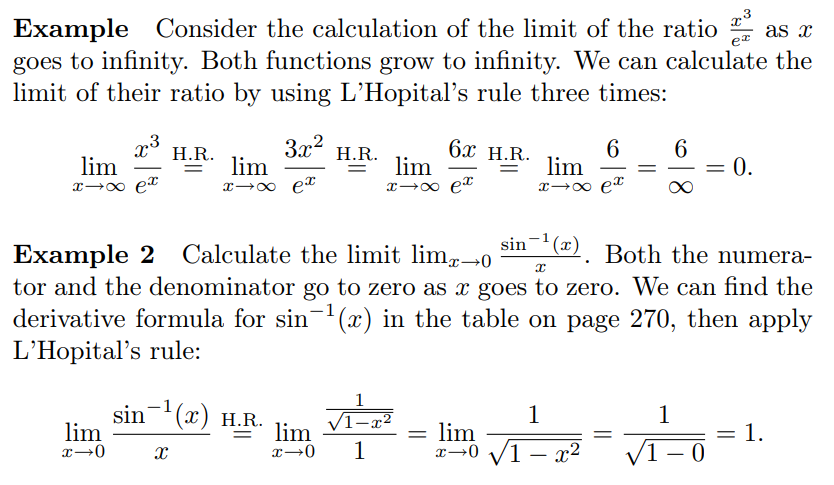 Example Consider the calculation of the limit of the ratio $\frac{x^3}{e^x}$ as $x$
goes to infinity. Both functions grow to infinity. We can calculate the
limit of their ratio by using L'Hopital's rule three times:
$\lim_{x \to \infty} \frac{x^3}{e^x} \overset{\text{H.R.}}{=} \lim_{x \to \infty} \frac{3x^2}{e^x} \overset{\text{H.R.}}{=} \lim_{x \to \infty} \frac{6x}{e^x} \overset{\text{H.R.}}{=} \lim_{x \to \infty} \frac{6}{e^x} = \frac{6}{\infty} = 0.$
Example 2 Calculate the limit $\lim_{x \to 0} \frac{\sin^{-1}(x)}{x}$. Both the numera-
tor and the denominator go to zero as $x$ goes to zero. We can find the
derivative formula for $\sin^{-1}(x)$ in the table on page 270, then apply
L'Hopital's rule:
$\lim_{x \to 0} \frac{\sin^{-1}(x)}{x} \overset{\text{H.R.}}{=} \lim_{x \to 0} \frac{\frac{1}{\sqrt{1-x^2}}}{1} = \lim_{x \to 0} \frac{1}{\sqrt{1-x^2}} = \frac{1}{\sqrt{1-0}} = 1.$